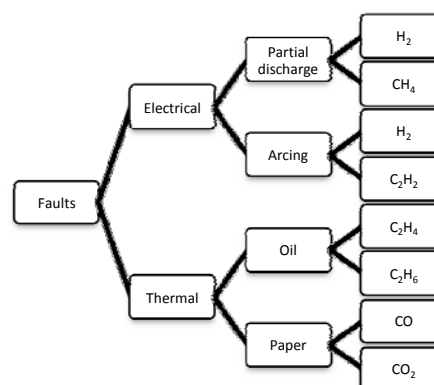 H₂
Partial
discharge
CH₄
Electrical
H₂
Arcing
C₂H₂
Faults
C₂H₄
Oil
C₂H₆
Thermal
CO
Paper
CO₂